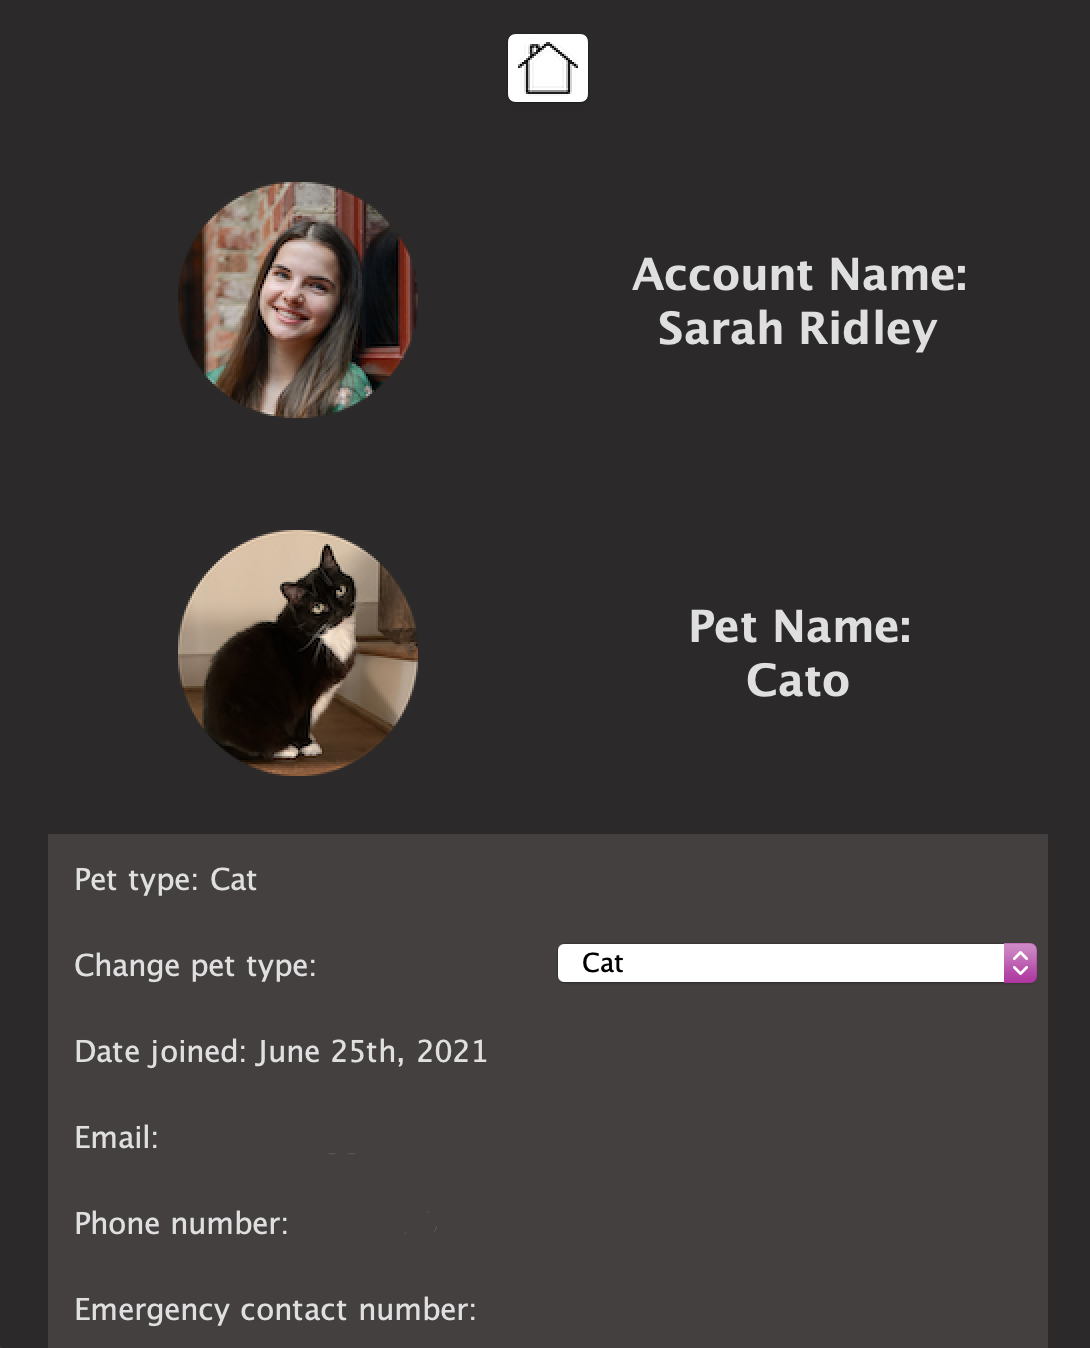 Account Name:
Sarah Ridley
Pet Name:
Cato
Pet type: Cat
Change pet type:
Cat
Date joined: June 25th, 2021
Email:
Phone number:
Emergency contact number: